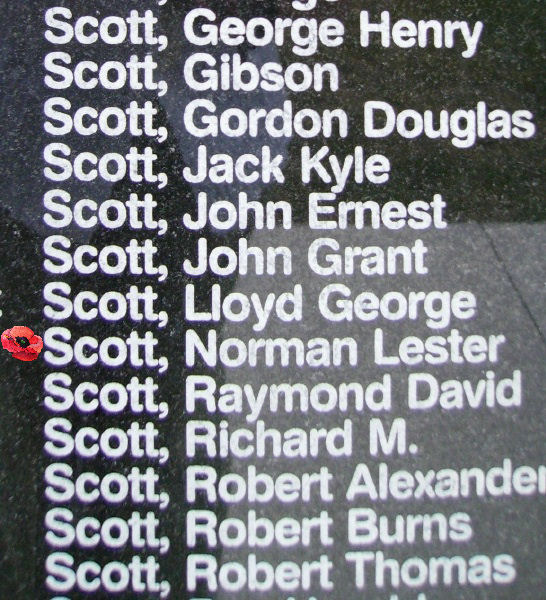 Scott, George Henry
Scott, Gibson
Scott, Gordon Douglas
Scott, Jack Kyle
Scott, John Ernest
Scott, John Grant
Scott, Lloyd George
Scott, Norman Lester
Scott, Raymond David
Scott, Richard M.
Scott, Robert Alexander
Scott, Robert Burns
Scott, Robert Thomas